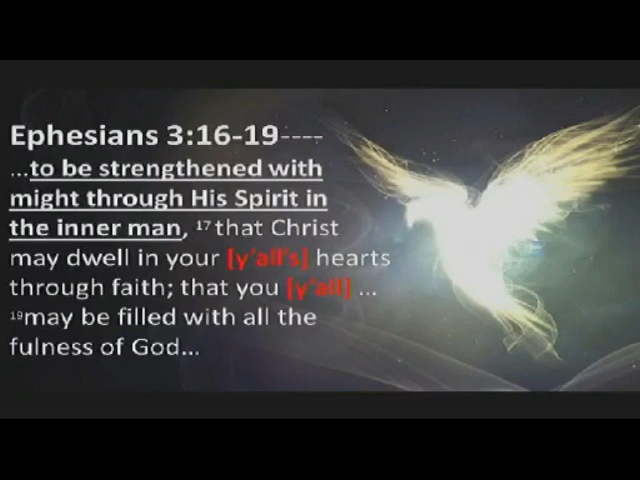 Ephesians 3:16-19----
...to be strengthened with
might through His Spirit in
the inner man, 17 that Christ
may dwell in your [y'all's] hearts
through faith; that you [y'all] ...
19may be filled with all the
fulness of God...